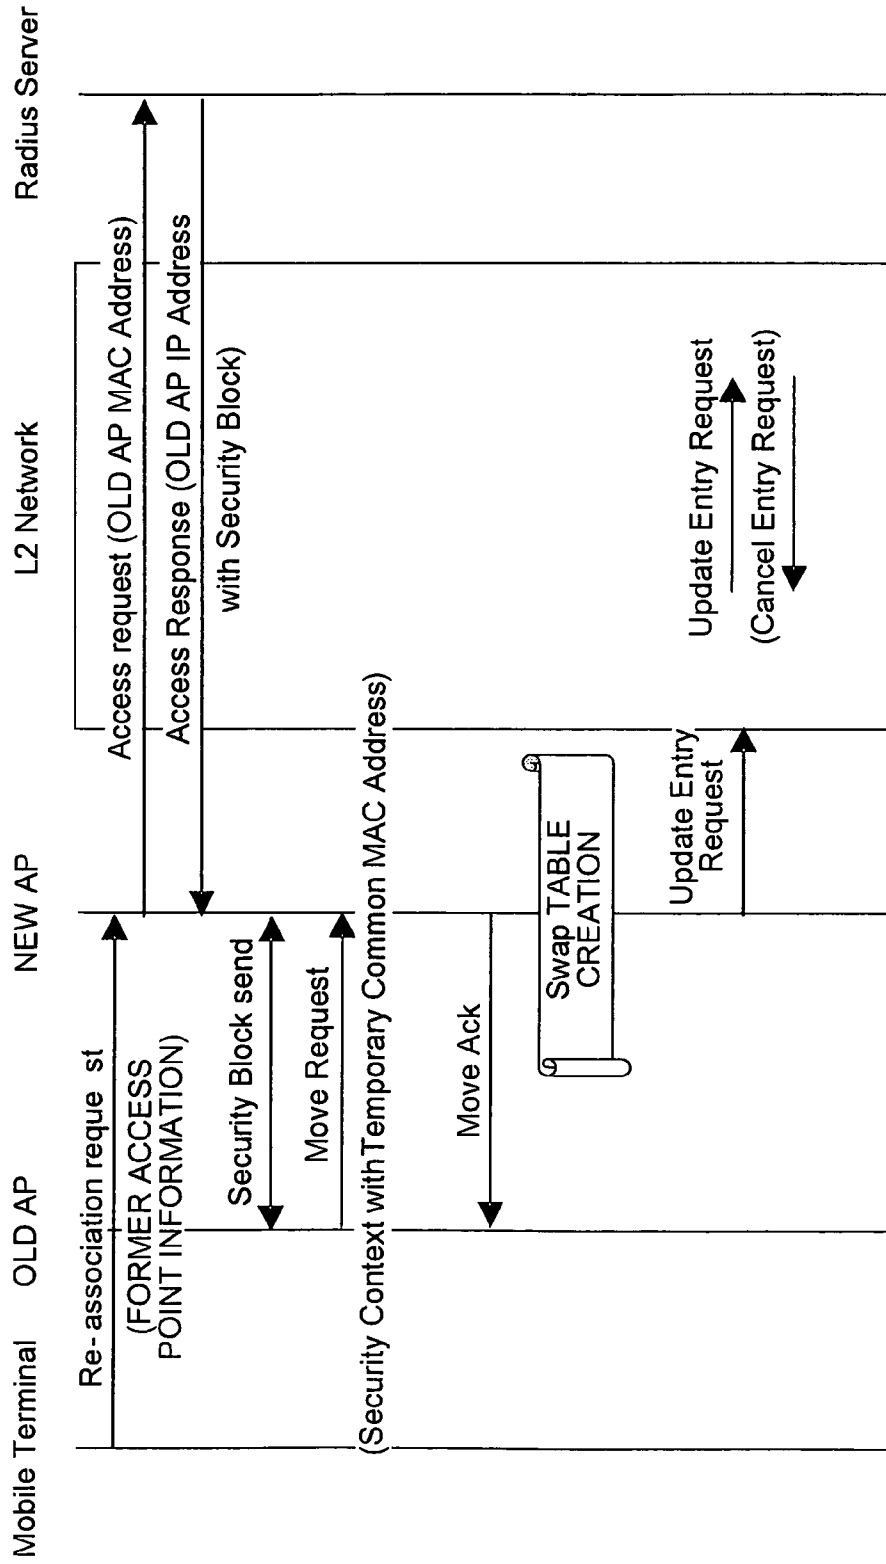 Mobile Terminal
OLD AP
NEW AP
L2 Network
Radius Server
Re-association reque st
(FORMER ACCESS
POINT INFORMATION)
Access request (OLD AP MAC Address)
Access Response (OLD AP IP Address
with Security Block)
Security Block send
Move Request
(Security Context with Temporary Common MAC Address)
Move Ack
Swap TABLE
CREATION
Update Entry
Request
Update Entry Request
(Cancel Entry Request)